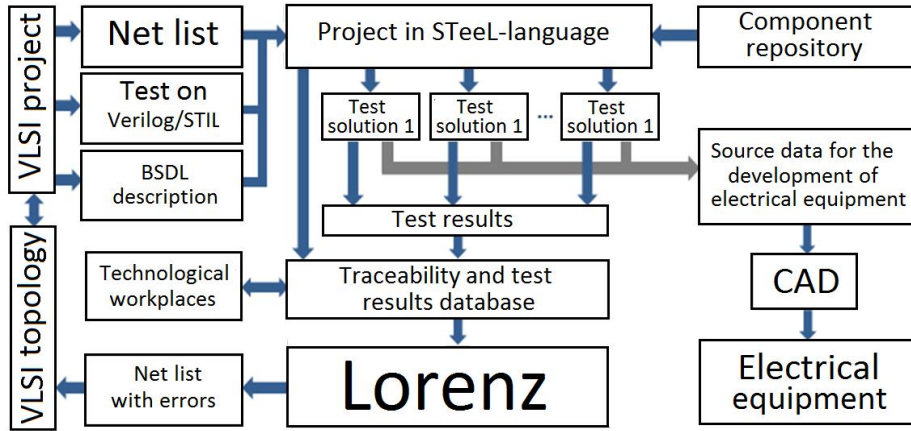 VLSI project
Net list
Test on
Verilog/STIL
BSDL
description
Project in STeeL-language
Component
repository
Test
solution 1
Test
solution 1
...
Test
solution 1
Source data for the
development of
electrical equipment
Test results
VLSI topology
Technological
workplaces
Traceability and test
results database
CAD
Net list
with errors
Lorenz
Electrical
equipment